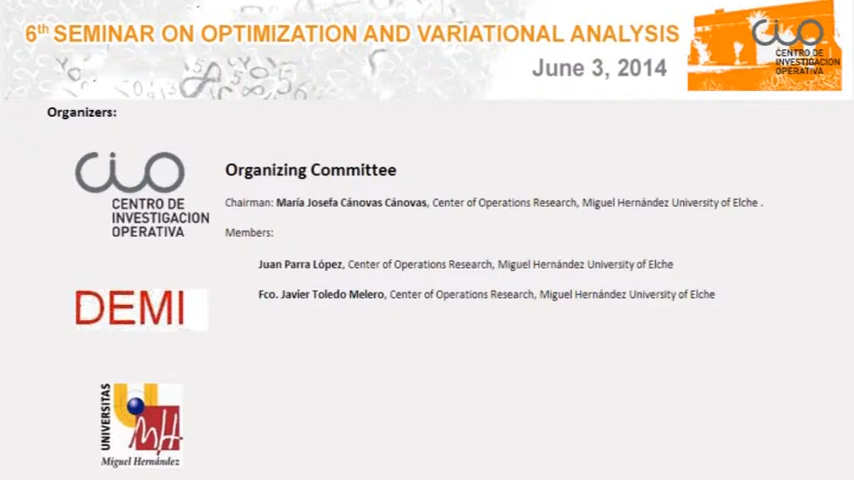 6th SEMINAR ON OPTIMIZATION AND VARIATIONAL ANALYSIS
June 3, 2014
cio
CENTRO DE
INVESTIGACION
OPERATIVA
Organizers:
cio
CENTRO DE
INVESTIGACION
OPERATIVA
Organizing Committee
Chairman: María Josefa Cánovas Cánovas, Center of Operations Research, Miguel Hernández University of Elche .
Members:
Juan Parra López, Center of Operations Research, Miguel Hernández University of Elche
Fco. Javier Toledo Melero, Center of Operations Research, Miguel Hernández University of Elche
DEMI
UNIVERSITAS
MH
Miguel Hernández